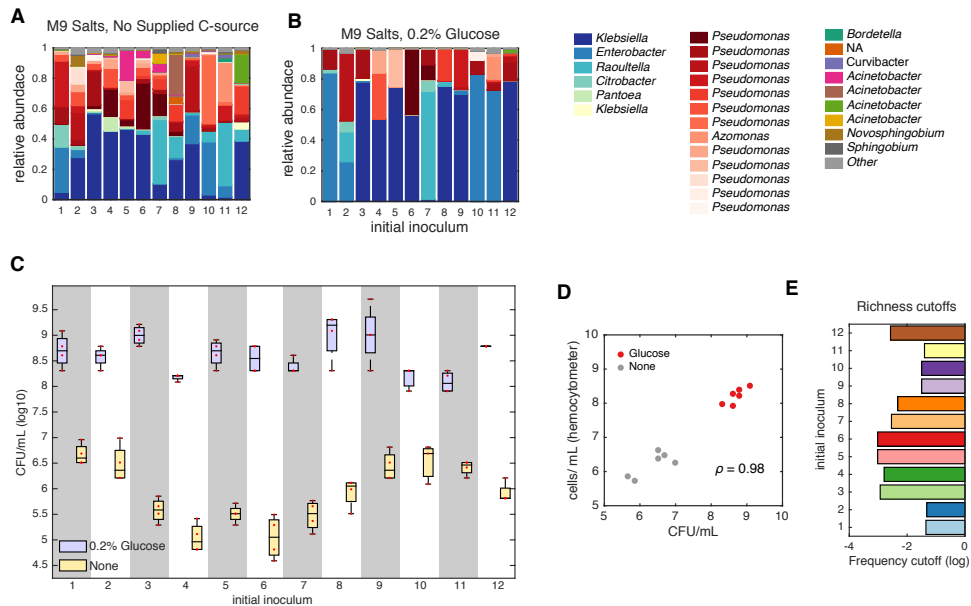 A
M9 Salts, No Supplied C-source
relative abundace
1
0.8
0.6
0.4
0.2
0
1 2 3 4 5 6 7 8 9 10 11 12
B
M9 Salts, 0.2% Glucose
relative abundance
1
0.8
0.6
0.4
0.2
0
1 2 3 4 5 6 7 8 9 10 11 12
initial inoculum
Klebsiella
Enterobacter
Raoultella
Citrobacter
Pantoea
Klebsiella
Pseudomonas
Pseudomonas
Pseudomonas
Pseudomonas
Pseudomonas
Pseudomonas
Pseudomonas
Azomonas
Pseudomonas
Pseudomonas
Pseudomonas
Pseudomonas
Pseudomonas
Bordetella
NA
Curvibacter
Acinetobacter
Acinetobacter
Acinetobacter
Acinetobacter
Novosphingobium
Sphingobium
Other
C
CFU/mL (log10)
9.5
9
8.5
8
7.5
7
6.5
6
5.5
5
4.5
0.2% Glucose
None
1 2 3 4 5 6 7 8 9 10 11 12
initial inoculum
D
cells/ mL (hemocytometer)
10
9
8
7
6
5
Glucose
None
ρ = 0.98
5 6 7 8 9 10
CFU/mL
E
Richness cutoffs
initial inoculum
12
11
10
9
8
7
6
5
4
3
2
1
-4 -2 0
Frequency cutoff (log)